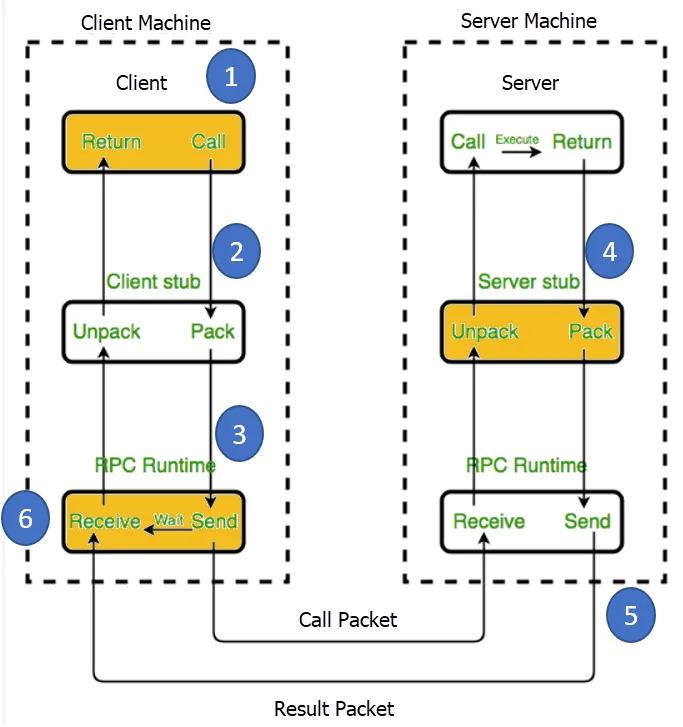 Client Machine
Server Machine
Client
1
Server
Return Call
Call Execute Return
2
4
Client stub
Server stub
Unpack Pack
Unpack Pack
3
RPC Runtime
RPC Runtime
6
Receive Wait Send
Receive Send
5
Call Packet
Result Packet